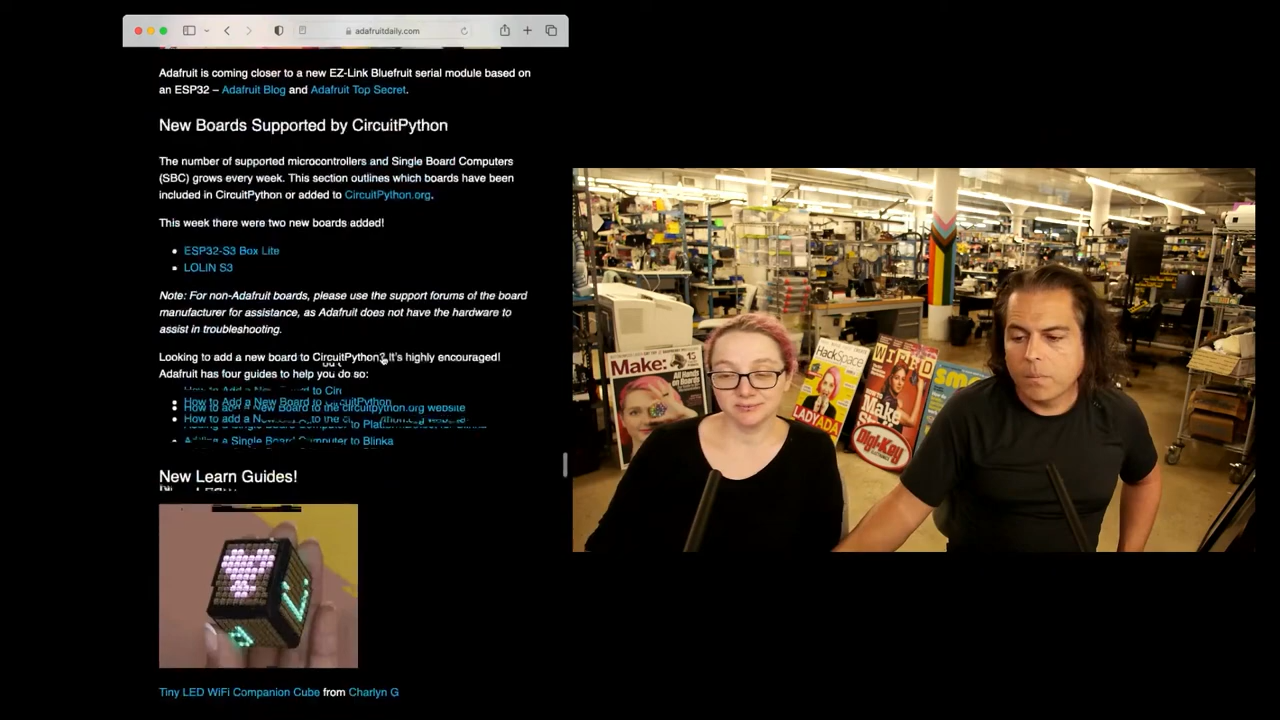 adafruitdaily.com
Adafruit is coming closer to a new EZ-Link Bluefruit serial module based on
an ESP32 – Adafruit Blog and Adafruit Top Secret.
New Boards Supported by CircuitPython
The number of supported microcontrollers and Single Board Computers
(SBC) grows every week. This section outlines which boards have been
included in CircuitPython or added to CircuitPython.org.
This week there were two new boards added!
ESP32-S3 Box Lite
LOLIN S3
Note: For non-Adafruit boards, please use the support forums of the board
manufacturer for assistance, as Adafruit does not have the hardware to
assist in troubleshooting.
Looking to add a new board to CircuitPython? It's highly encouraged!
Adafruit has four guides to help you do so:
How to Add a New Board to the circuitpython.org website
Adding a Single Board Computer to Blinka
New Learn Guides!
Tiny LED WiFi Companion Cube from Charlyn G
Make:
HackSpace
LADY ADA
WIRED
Digi-Key